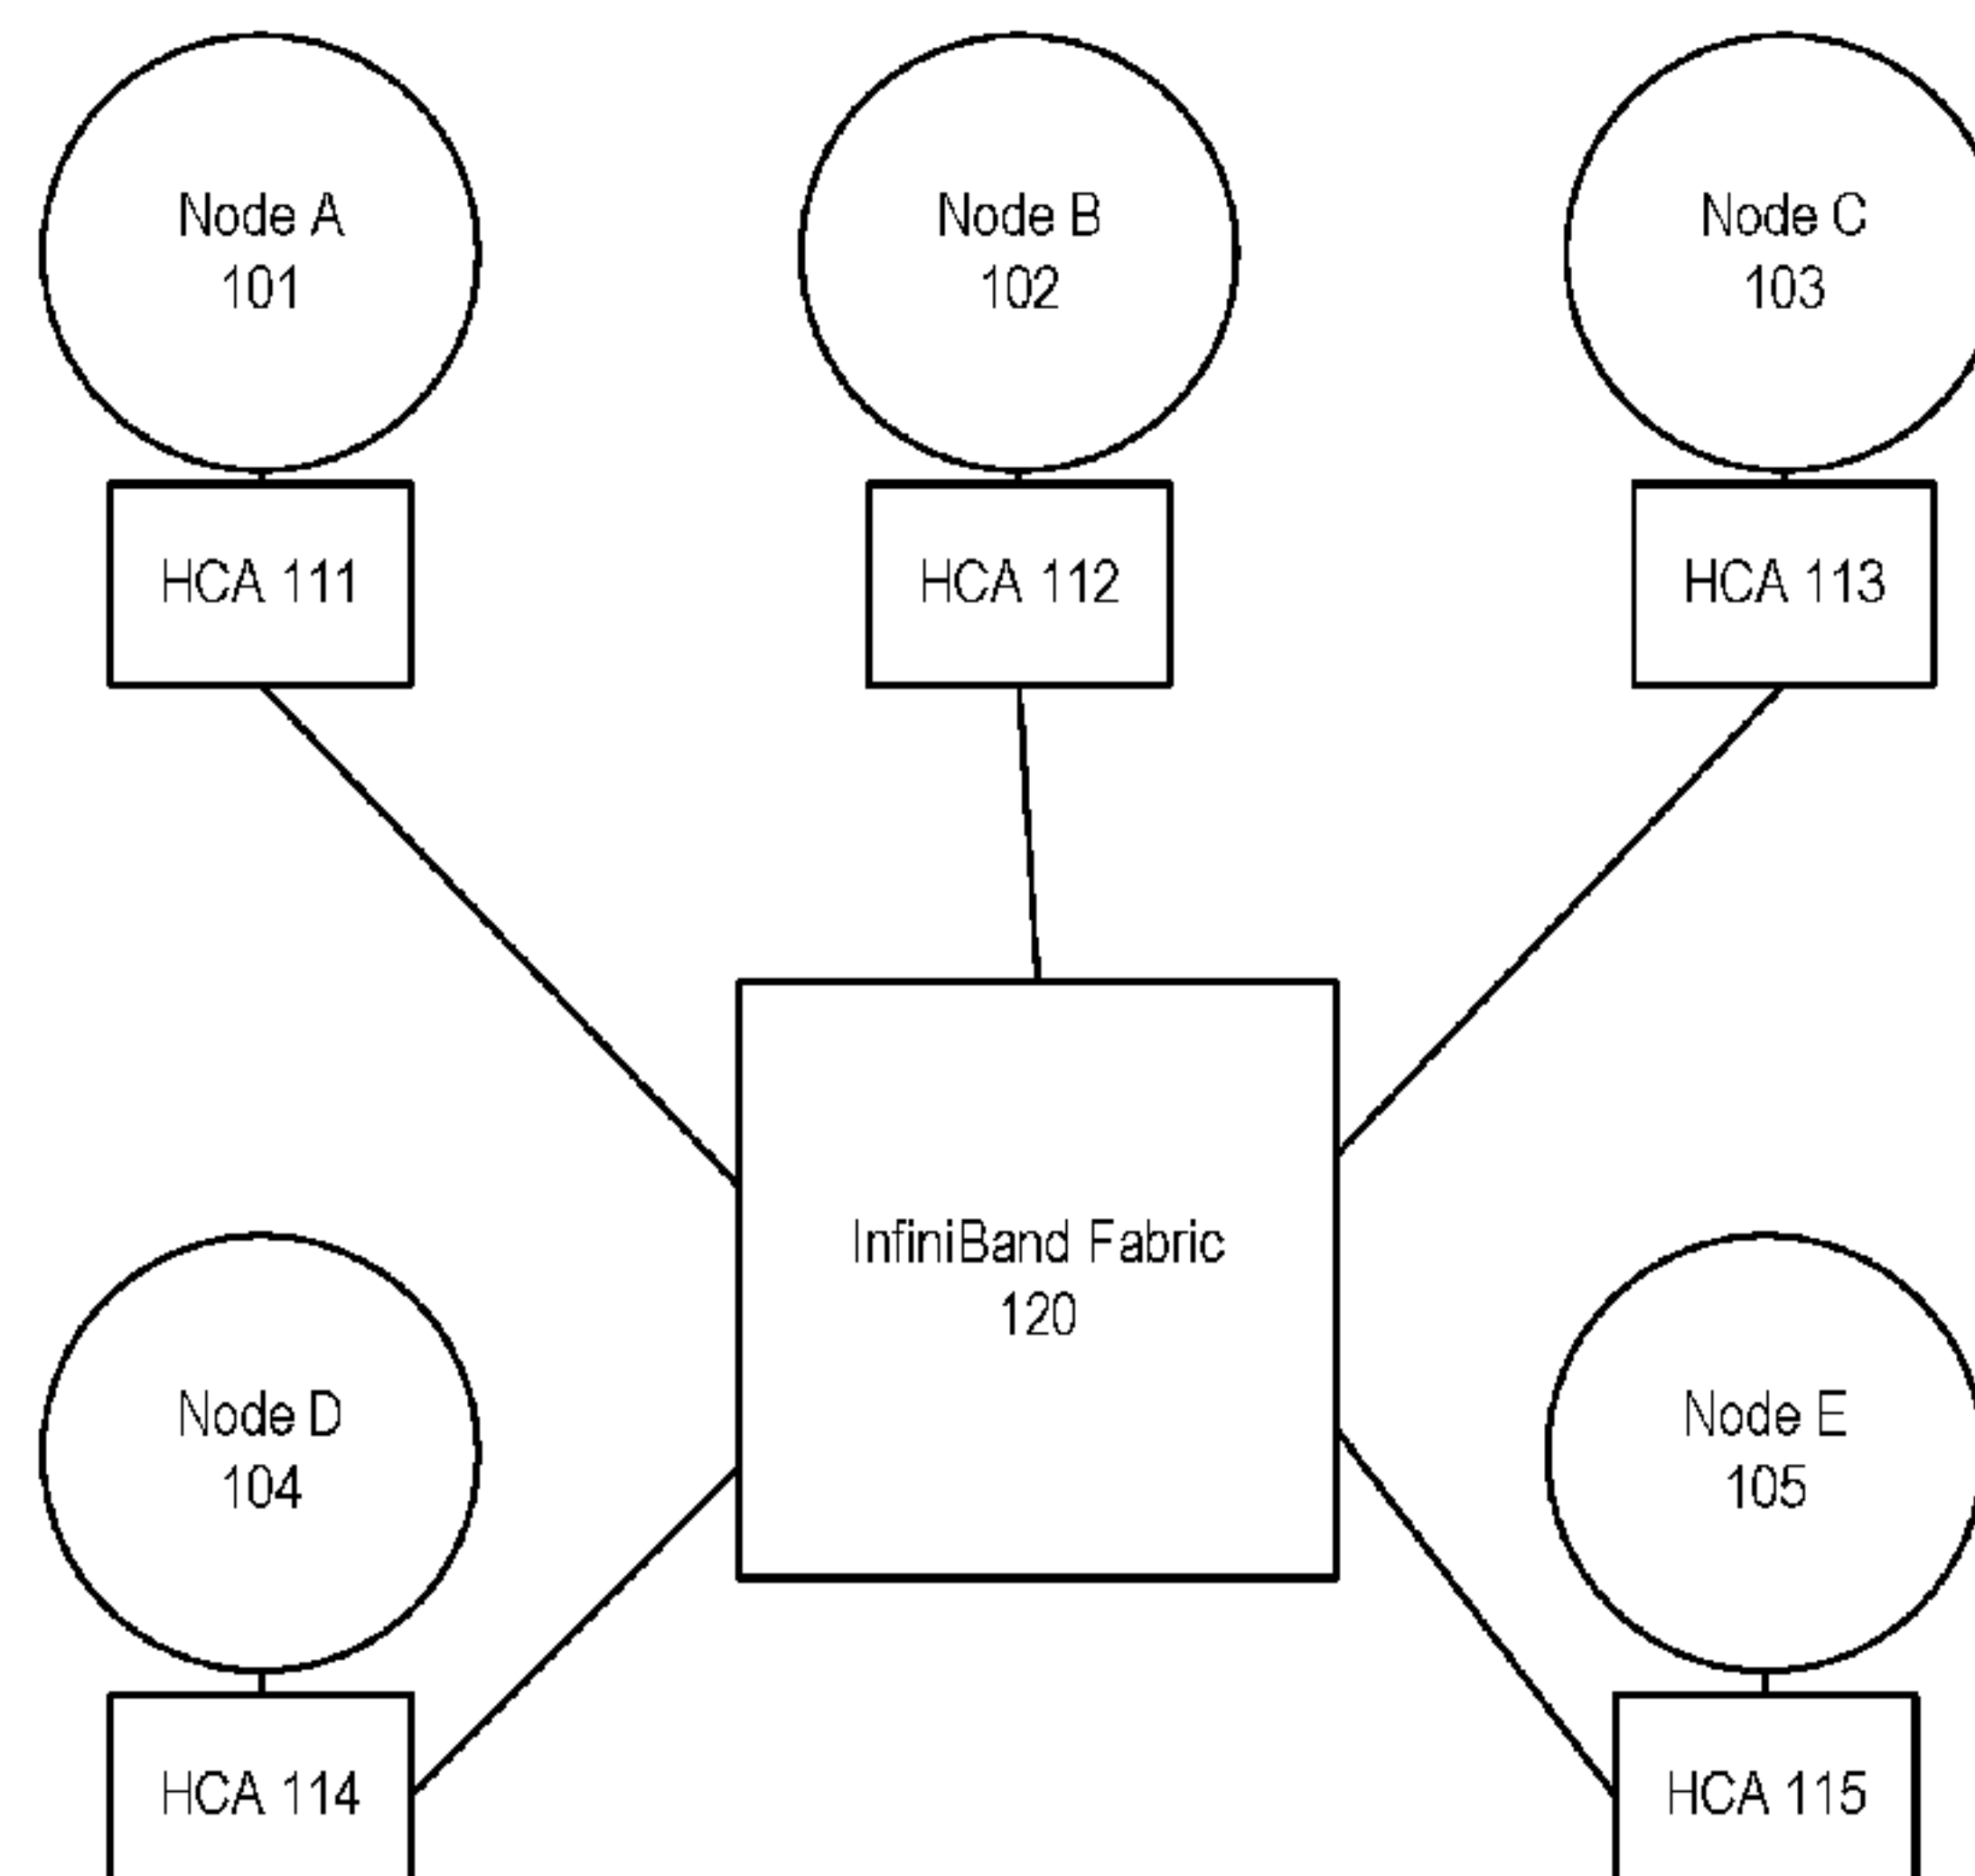 Node A
101
Node B
102
Node C
103
HCA 111
HCA 112
HCA 113
InfiniBand Fabric
120
Node D
104
Node E
105
HCA 114
HCA 115